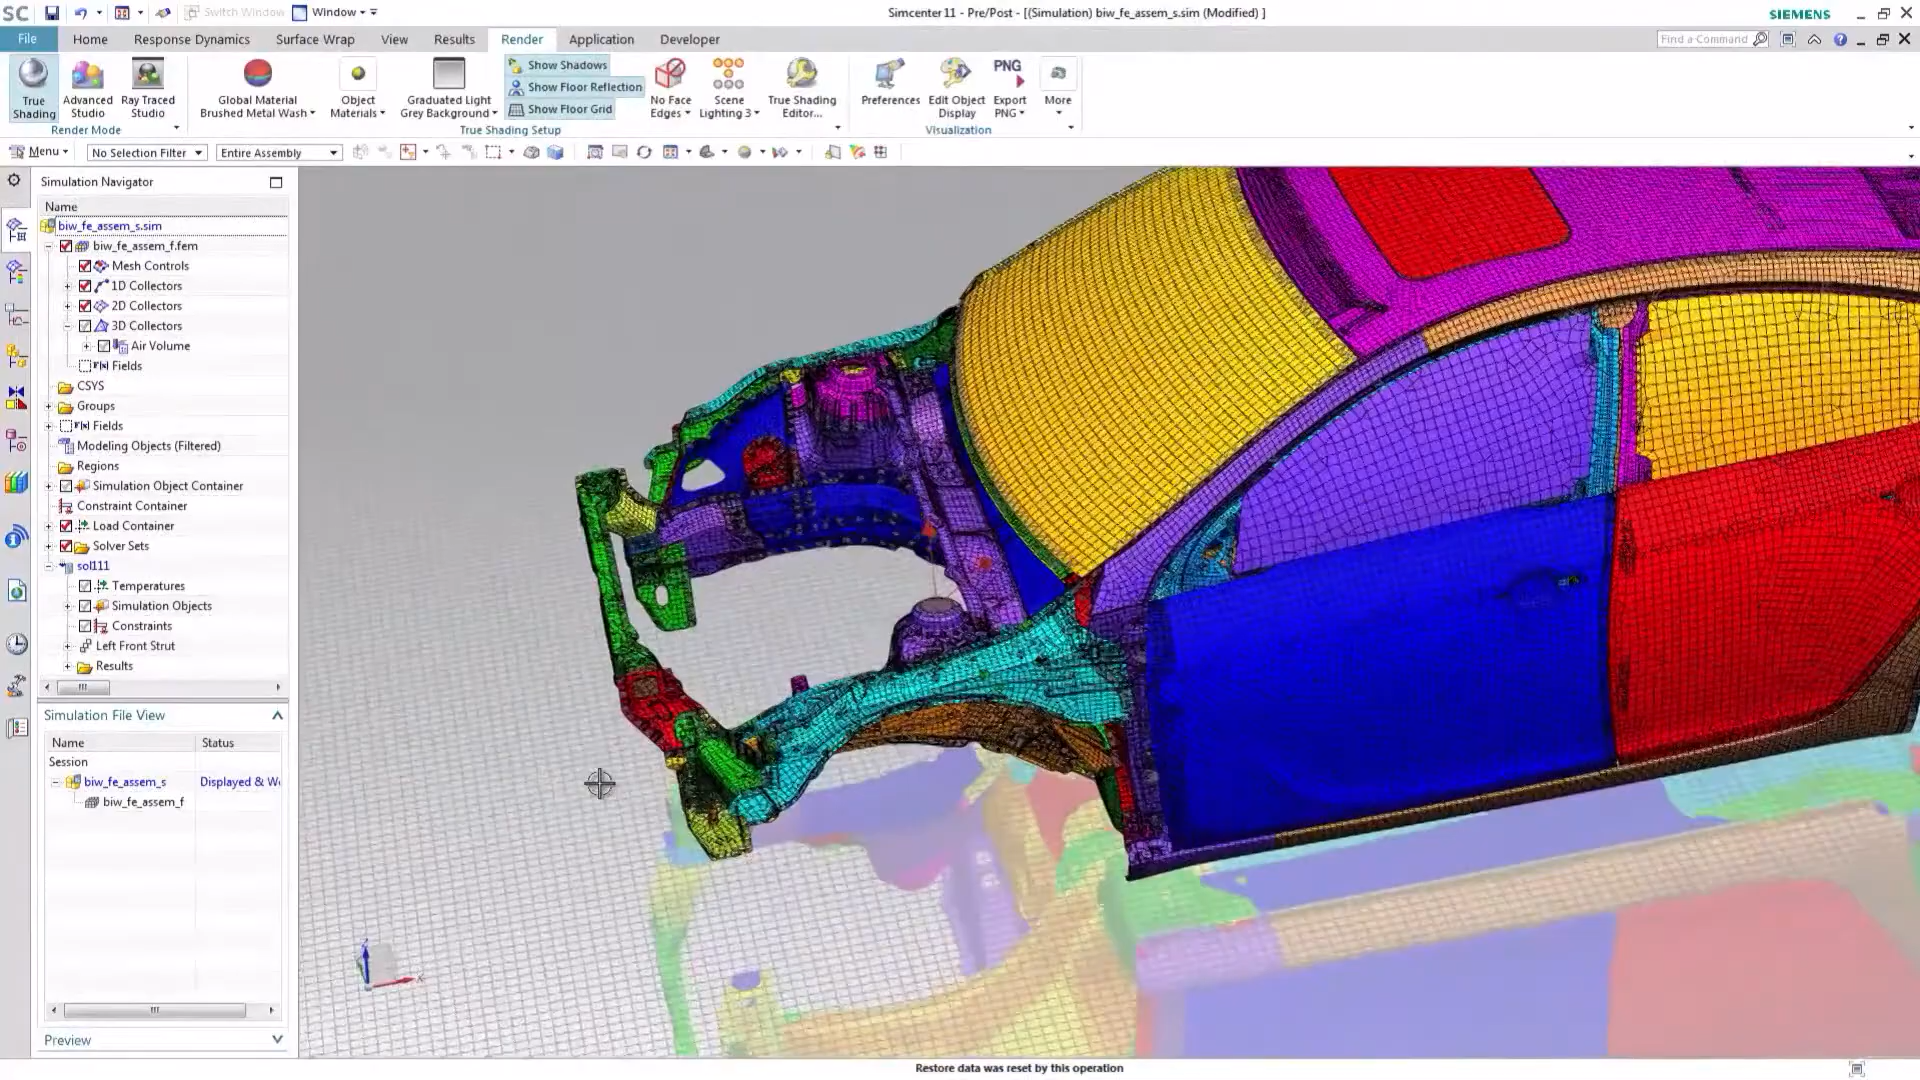 SC Switch Window Window Simcenter 11 - Pre/Post - [(Simulation) biw_fe_assem_s.sim (Modified) ] SIEMENS
File Home Response Dynamics Surface Wrap View Results Render Application Developer Find a Command
True Shading
Advanced Studio
Ray Traced Studio
Render Mode
Global Material Brushed Metal Wash
Object Materials
Graduated Light Grey Background
Show Shadows
Show Floor Reflection
Show Floor Grid
No Face Edges
Scene Lighting 3
True Shading Editor...
True Shading Setup
Preferences
Edit Object Display
PNG
Export PNG
More
Visualization
Menu No Selection Filter Entire Assembly
Simulation Navigator
Name
biw_fe_assem_s.sim
biw_fe_assem_f.fem
Mesh Controls
1D Collectors
2D Collectors
3D Collectors
Air Volume
Fields
CSYS
Groups
Fields
Modeling Objects (Filtered)
Regions
Simulation Object Container
Constraint Container
Load Container
Solver Sets
sol111
Temperatures
Simulation Objects
Constraints
Left Front Strut
Results
Simulation File View
Name Status
Session
biw_fe_assem_s Displayed & W
biw_fe_assem_f
Preview
X
Restore data was reset by this operation